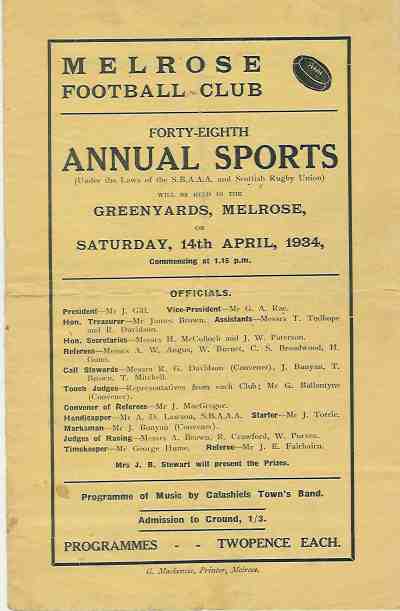 MELROSE
FOOTBALL CLUB
FORTY-EIGHTH
ANNUAL SPORTS
(Under the Laws of the S.B.A.A.A. and Scottish Rugby Union)
WILL BE HELD IN THE
GREENYARDS, MELROSE,
ON
SATURDAY, 14th APRIL, 1934,
Commencing at 1.15 p.m.
OFFICIALS.
President—Mr J. Gill. Vice-President—Mr G. A. Rae.
Hon. Treasurer—Mr James Brown. Assistants—Messrs T. Tudhope
and R. Davidson.
Hon. Secretaries—Messrs H. McCulloch and J. W. Paterson.
Referees—Messrs A. W. Angus, W. Burnet, C. S. Broadwood, H.
Gunn.
Call Stewards—Messrs R. G. Davidson (Convener), J. Bunyan, T.
Brown, T. Mitchell.
Touch Judges—Representatives from each Club; Mr G. Ballantyne
(Convener).
Convener of Referees—Mr J. MacGregor.
Handicapper—Mr A. D. Lawson, S.B.A.A.A. Starter—Mr J. Torrie.
Marksman—Mr J. Bunyan (Convener).
Judges of Racing—Messrs A. Brown, R. Crawford, W. Purves.
Timekeeper—Mr George Hume. Referee—Mr J. E. Fairbairn.
Mrs J. B. Stewart will present the Prizes.
Programme of Music by Galashiels Town's Band.
Admission to Ground, 1/3.
PROGRAMMES - - TWOPENCE EACH.
G. Mackenzie, Printer, Melrose.